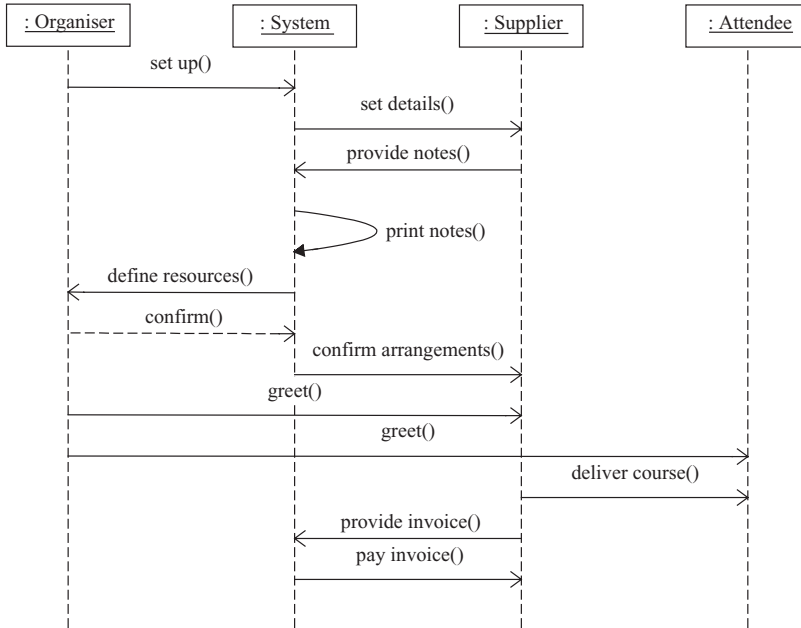 : Organiser
: System
: Supplier
: Attendee
set up()
set details()
provide notes()
print notes()
define resources()
confirm()
confirm arrangements()
greet()
greet()
deliver course()
provide invoice()
pay invoice()